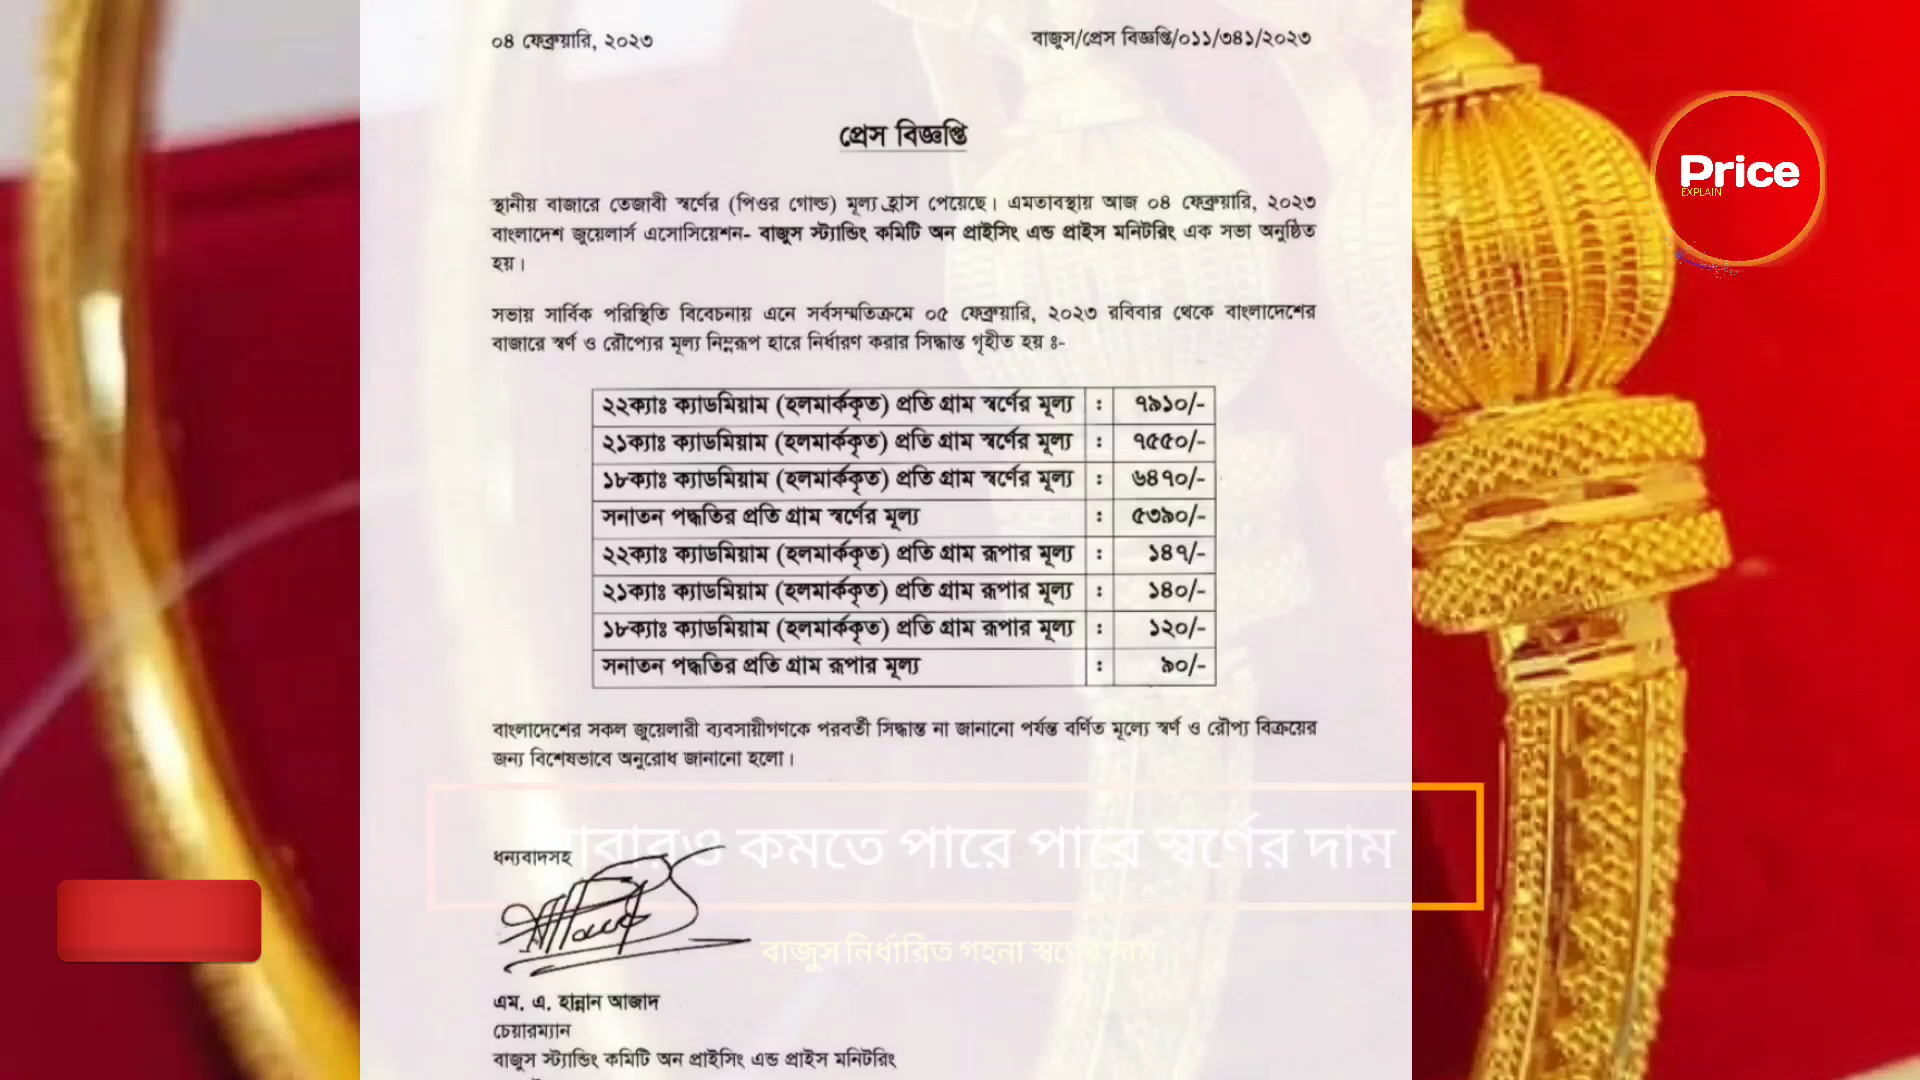 ০৪ ফেব্রুয়ারি, ২০২৩
বাজুস/প্রেস বিজ্ঞপ্তি/০১১/৩৪১/২০২৩
প্রেস বিজ্ঞপ্তি
Price
EXPLAIN
স্থানীয় বাজারে তেজাবী স্বর্ণের (পিওর গোল্ড) মূল্য হ্রাস পেয়েছে। এমতাবস্থায় আজ ০৪ ফেব্রুয়ারি, ২০২৩
বাংলাদেশ জুয়েলার্স এসোসিয়েশন- বাজুস স্ট্যান্ডিং কমিটি অন প্রাইসিং এন্ড প্রাইস মনিটরিং এক সভা অনুষ্ঠিত
হয়।
সভায় সার্বিক পরিস্থিতি বিবেচনায় এনে সর্বসম্মতিক্রমে ০৫ ফেব্রুয়ারি, ২০২৩ রবিবার থেকে বাংলাদেশের
বাজারে স্বর্ণ ও রৌপ্যের মূল্য নিম্নরূপ হারে নির্ধারণ করার সিদ্ধান্ত গৃহীত হয় ঃ-
২২ক্যাঃ ক্যাডমিয়াম (হলমার্ককৃত) প্রতি গ্রাম স্বর্ণের মূল্য : ৭৯১০/-
২১ক্যাঃ ক্যাডমিয়াম (হলমার্ককৃত) প্রতি গ্রাম স্বর্ণের মূল্য : ৭৫৫০/-
১৮ক্যাঃ ক্যাডমিয়াম (হলমার্ককৃত) প্রতি গ্রাম স্বর্ণের মূল্য : ৬৪৭০/-
সনাতন পদ্ধতির প্রতি গ্রাম স্বর্ণের মূল্য : ৫৩৯০/-
২২ক্যাঃ ক্যাডমিয়াম (হলমার্ককৃত) প্রতি গ্রাম রূপার মূল্য : ১৪৭/-
২১ক্যাঃ ক্যাডমিয়াম (হলমার্ককৃত) প্রতি গ্রাম রূপার মূল্য : ১৪০/-
১৮ক্যাঃ ক্যাডমিয়াম (হলমার্ককৃত) প্রতি গ্রাম রূপার মূল্য : ১২০/-
সনাতন পদ্ধতির প্রতি গ্রাম রূপার মূল্য : ৯০/-
বাংলাদেশের সকল জুয়েলারী ব্যবসায়ীগণকে পরবর্তী সিদ্ধান্ত না জানানো পর্যন্ত বর্ণিত মূল্যে স্বর্ণ ও রৌপ্য বিক্রয়ের
জন্য বিশেষভাবে অনুরোধ জানানো হলো।
কমতে পারে পারে স্বর্ণের দাম
ধন্যবাদসহ
বাজুস নির্ধারিত গহনা স্বর্ণের দাম
এম. এ. হান্নান আজাদ
চেয়ারম্যান
বাজুস স্ট্যান্ডিং কমিটি অন প্রাইসিং এন্ড প্রাইস মনিটরিং